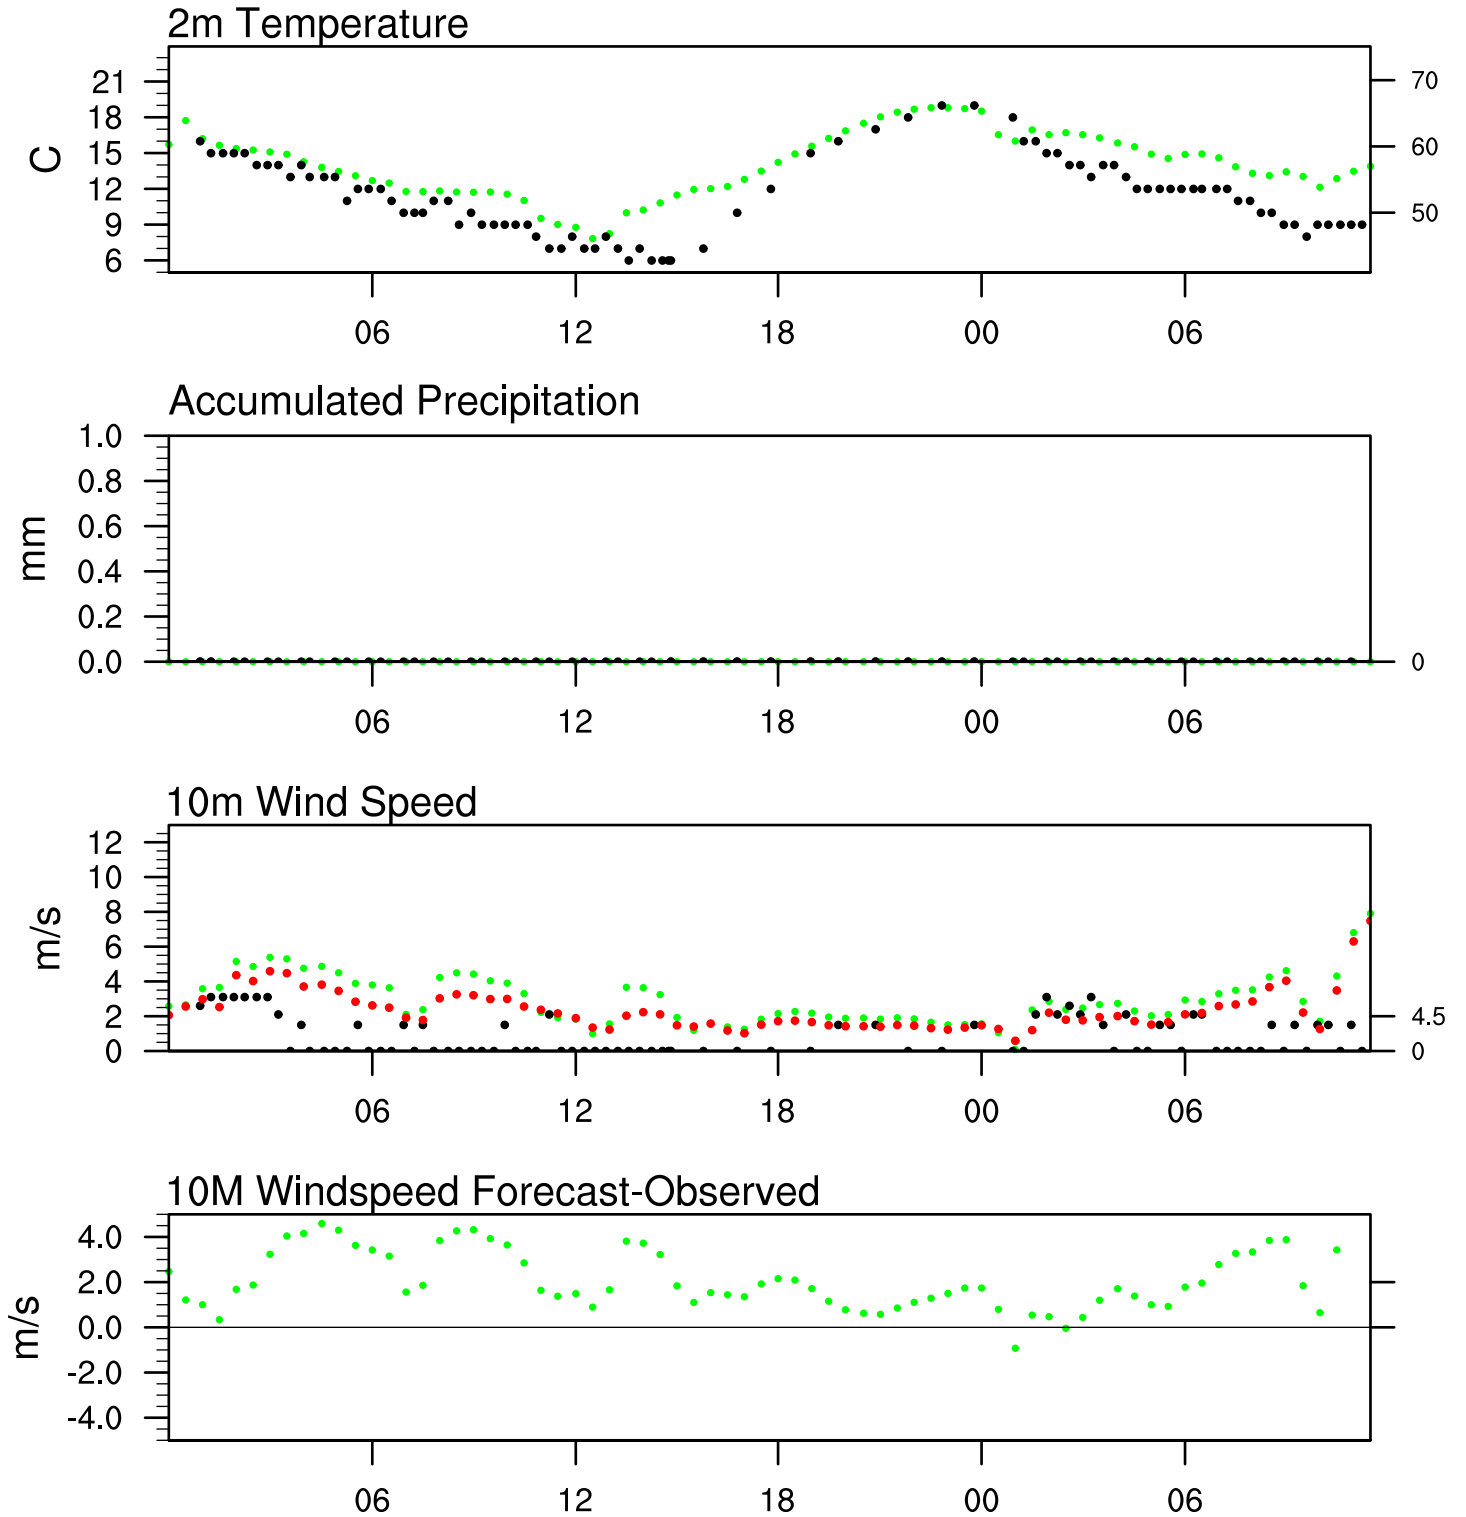 2m Temperature
21
18
15
12
9
6
C
70
60
50
06 12 18 00 06
Accumulated Precipitation
1.0
0.8
0.6
0.4
0.2
0.0
mm
0
06 12 18 00 06
10m Wind Speed
12
10
8
6
4
2
0
m/s
4.5
0
06 12 18 00 06
10M Windspeed Forecast-Observed
4.0
2.0
0.0
-2.0
-4.0
m/s
06 12 18 00 06